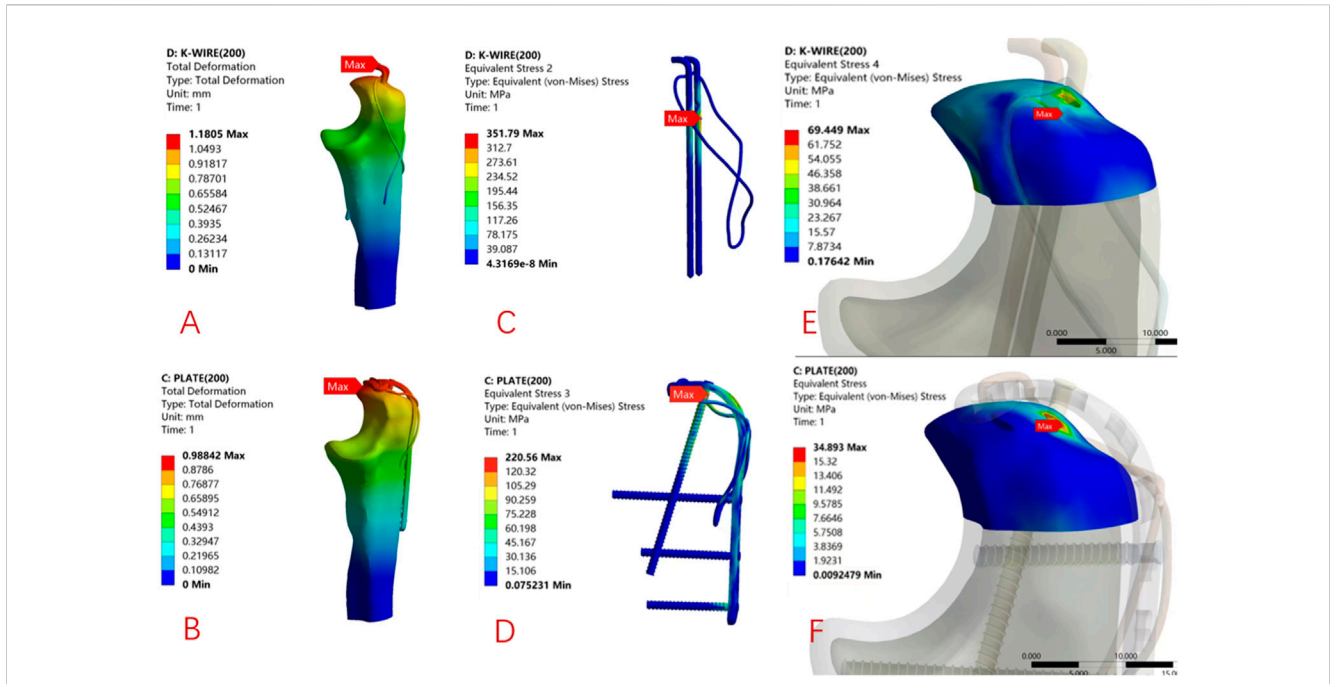 D: K-WIRE(200)
Total Deformation
Type: Total Deformation
Unit: mm
Time: 1
1.1805 Max
1.0493
0.91817
0.78701
0.65584
0.52467
0.3935
0.26234
0.13117
0 Min
Max
A
D: K-WIRE(200)
Equivalent Stress 2
Type: Equivalent (von-Mises) Stress
Unit: MPa
Time: 1
351.79 Max
312.7
273.61
234.52
195.44
156.35
117.26
78.175
39.087
4.3169e-8 Min
Max
C
D: K-WIRE(200)
Equivalent Stress 4
Type: Equivalent (von-Mises) Stress
Unit: MPa
Time: 1
69.449 Max
61.752
54.055
46.358
38.661
30.964
23.267
15.57
7.8734
0.17642 Min
Max
E
0.000
10.000
5.000
C: PLATE(200)
Total Deformation
Type: Total Deformation
Unit: mm
Time: 1
0.98842 Max
0.8786
0.76877
0.65895
0.54912
0.4393
0.32947
0.21965
0.10982
0 Min
Max
B
C: PLATE(200)
Equivalent Stress 3
Type: Equivalent (von-Mises) Stress
Unit: MPa
Time: 1
220.56 Max
120.32
105.29
90.259
75.228
60.198
45.167
30.136
15.106
0.075231 Min
Max
D
C: PLATE(200)
Equivalent Stress
Type: Equivalent (von-Mises) Stress
Unit: MPa
Time: 1
34.893 Max
15.32
13.406
11.492
9.5785
7.6646
5.7508
3.8369
1.9231
0.0092479 Min
Max
F
0.000
10.000
5.000
15.0